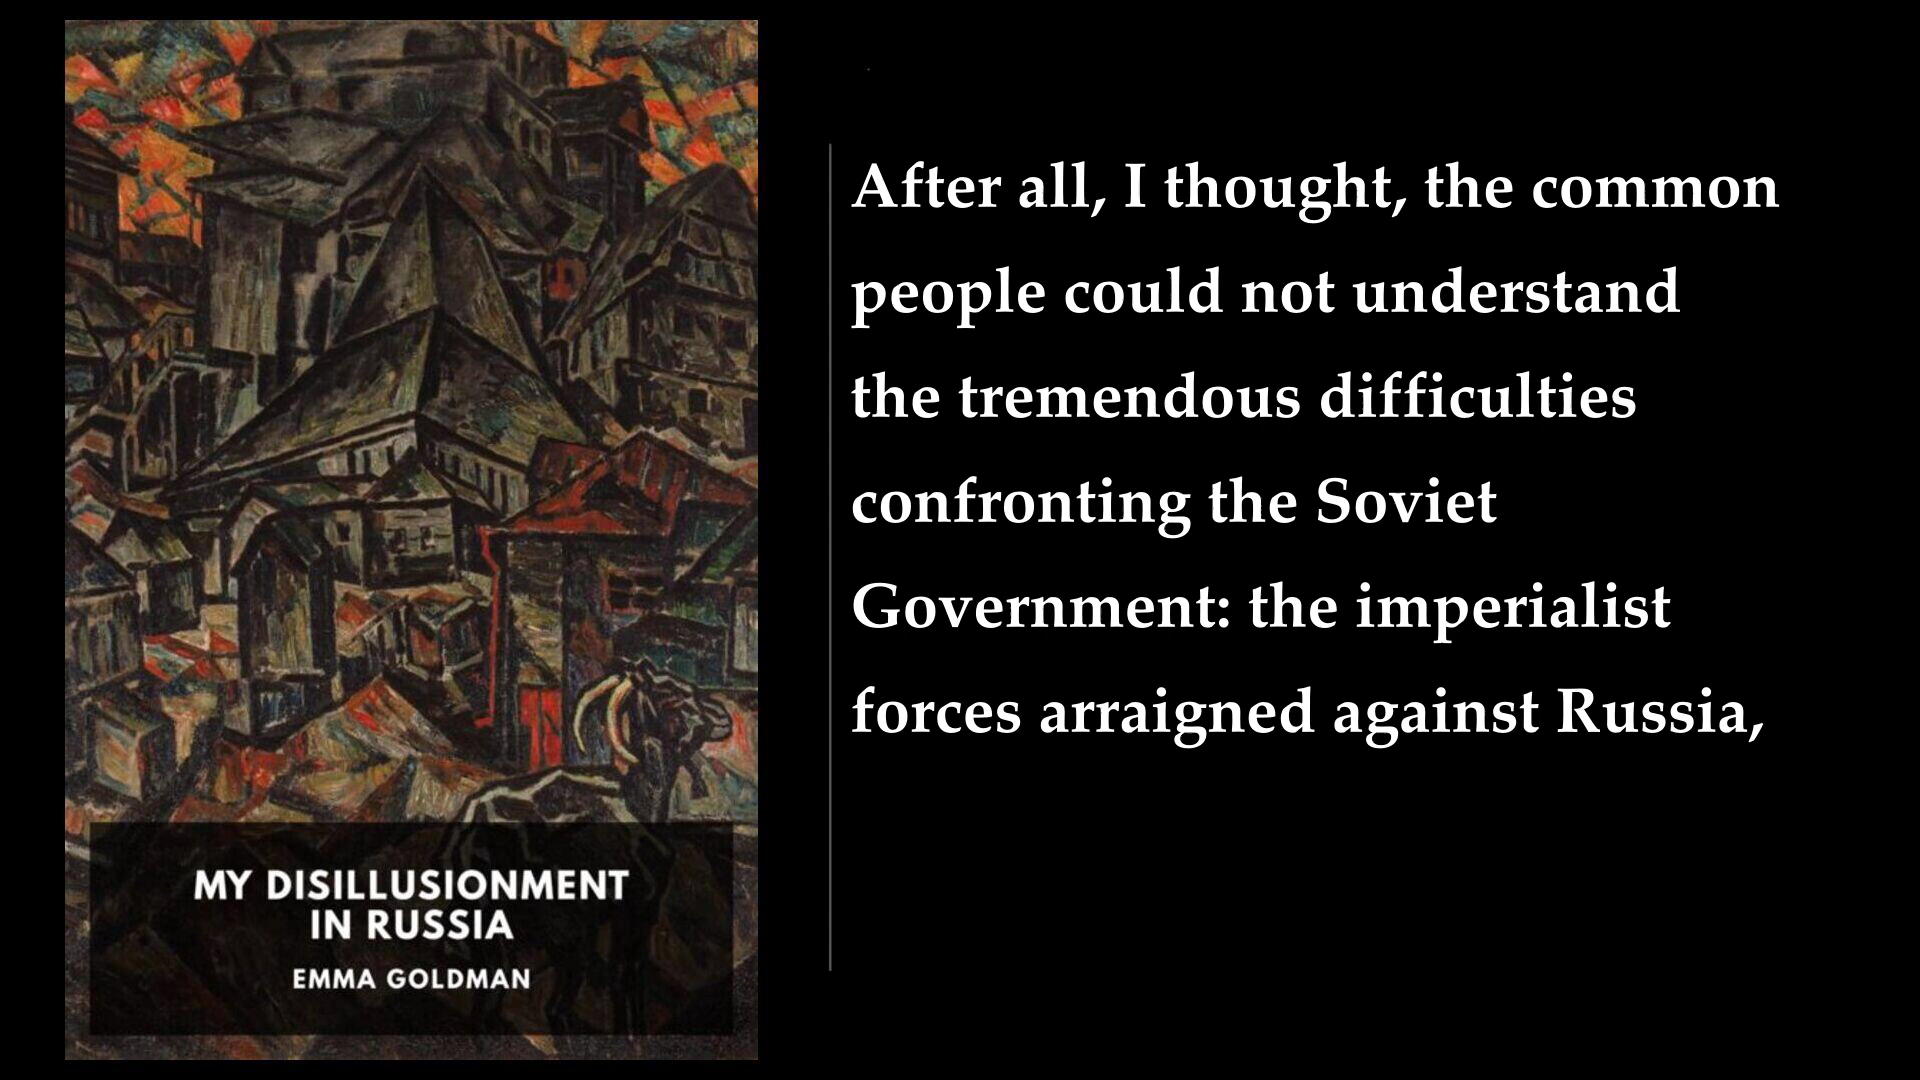 MY DISILLUSIONMENT
IN RUSSIA
EMMA GOLDMAN
After all, I thought, the common
people could not understand
the tremendous difficulties
confronting the Soviet
Government: the imperialist
forces arraigned against Russia,